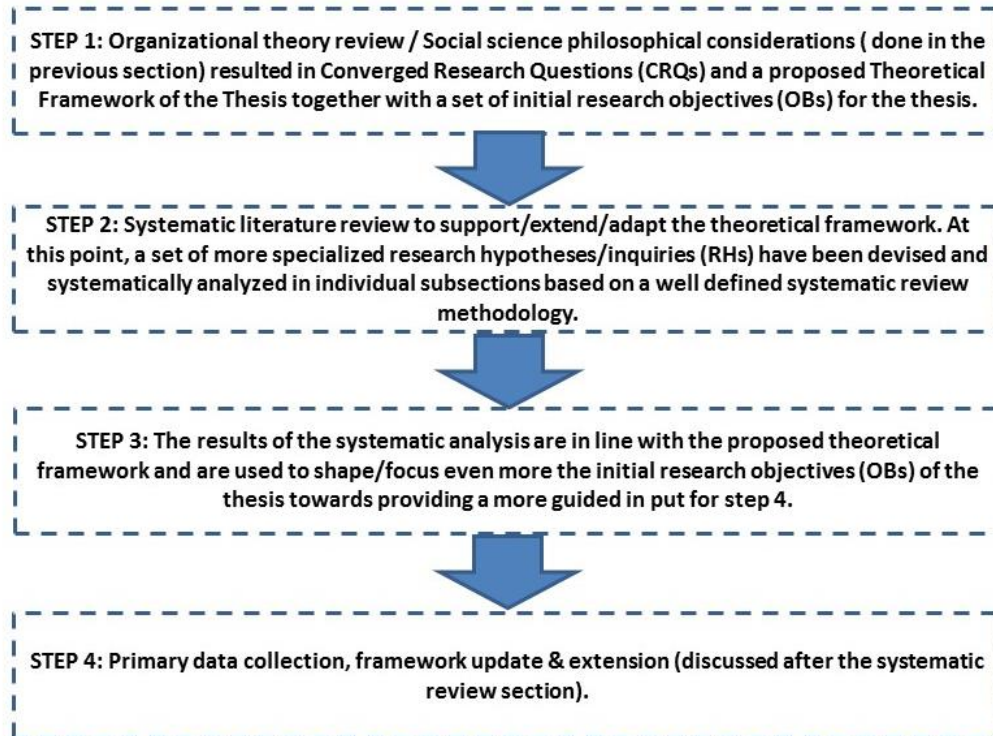 STEP 1: Organizational theory review / Social science philosophical considerations ( done in the
previous section) resulted in Converged Research Questions (CRQs) and a proposed Theoretical
Framework of the Thesis together with a set of initial research objectives (OBs) for the thesis.
STEP 2: Systematic literature review to support/extend/adapt the theoretical framework. At
this point, a set of more specialized research hypotheses/inquiries (RHs) have been devised and
systematically analyzed in individual subsections based on a well defined systematic review
methodology.
STEP 3: The results of the systematic analysis are in line with the proposed theoretical
framework and are used to shape/focus even more the initial research objectives (OBs) of the
thesis towards providing a more guided in put for step 4.
STEP 4: Primary data collection, framework update & extension (discussed after the systematic
review section).